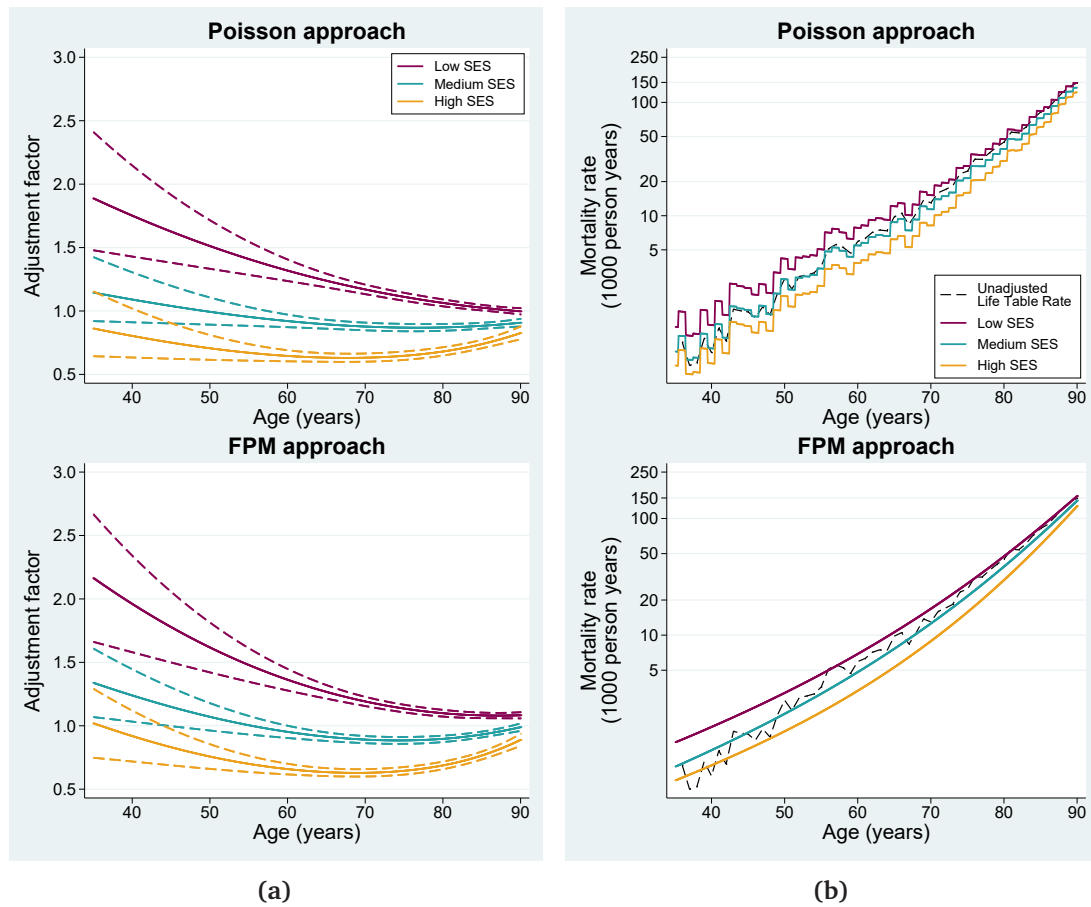 Poisson approach
3.0
2.5
2.0
1.5
1.0
0.5
Adjustment factor
Low SES
Medium SES
High SES
40 50 60 70 80 90
Age (years)
FPM approach
3.0
2.5
2.0
1.5
1.0
0.5
Adjustment factor
40 50 60 70 80 90
Age (years)
(a)
Poisson approach
250
150
100
50
20
10
5
Mortality rate
(1000 person years)
Unadjusted
Life Table Rate
Low SES
Medium SES
High SES
40 50 60 70 80 90
Age (years)
FPM approach
250
150
100
50
20
10
5
Mortality rate
(1000 person years)
40 50 60 70 80 90
Age (years)
(b)